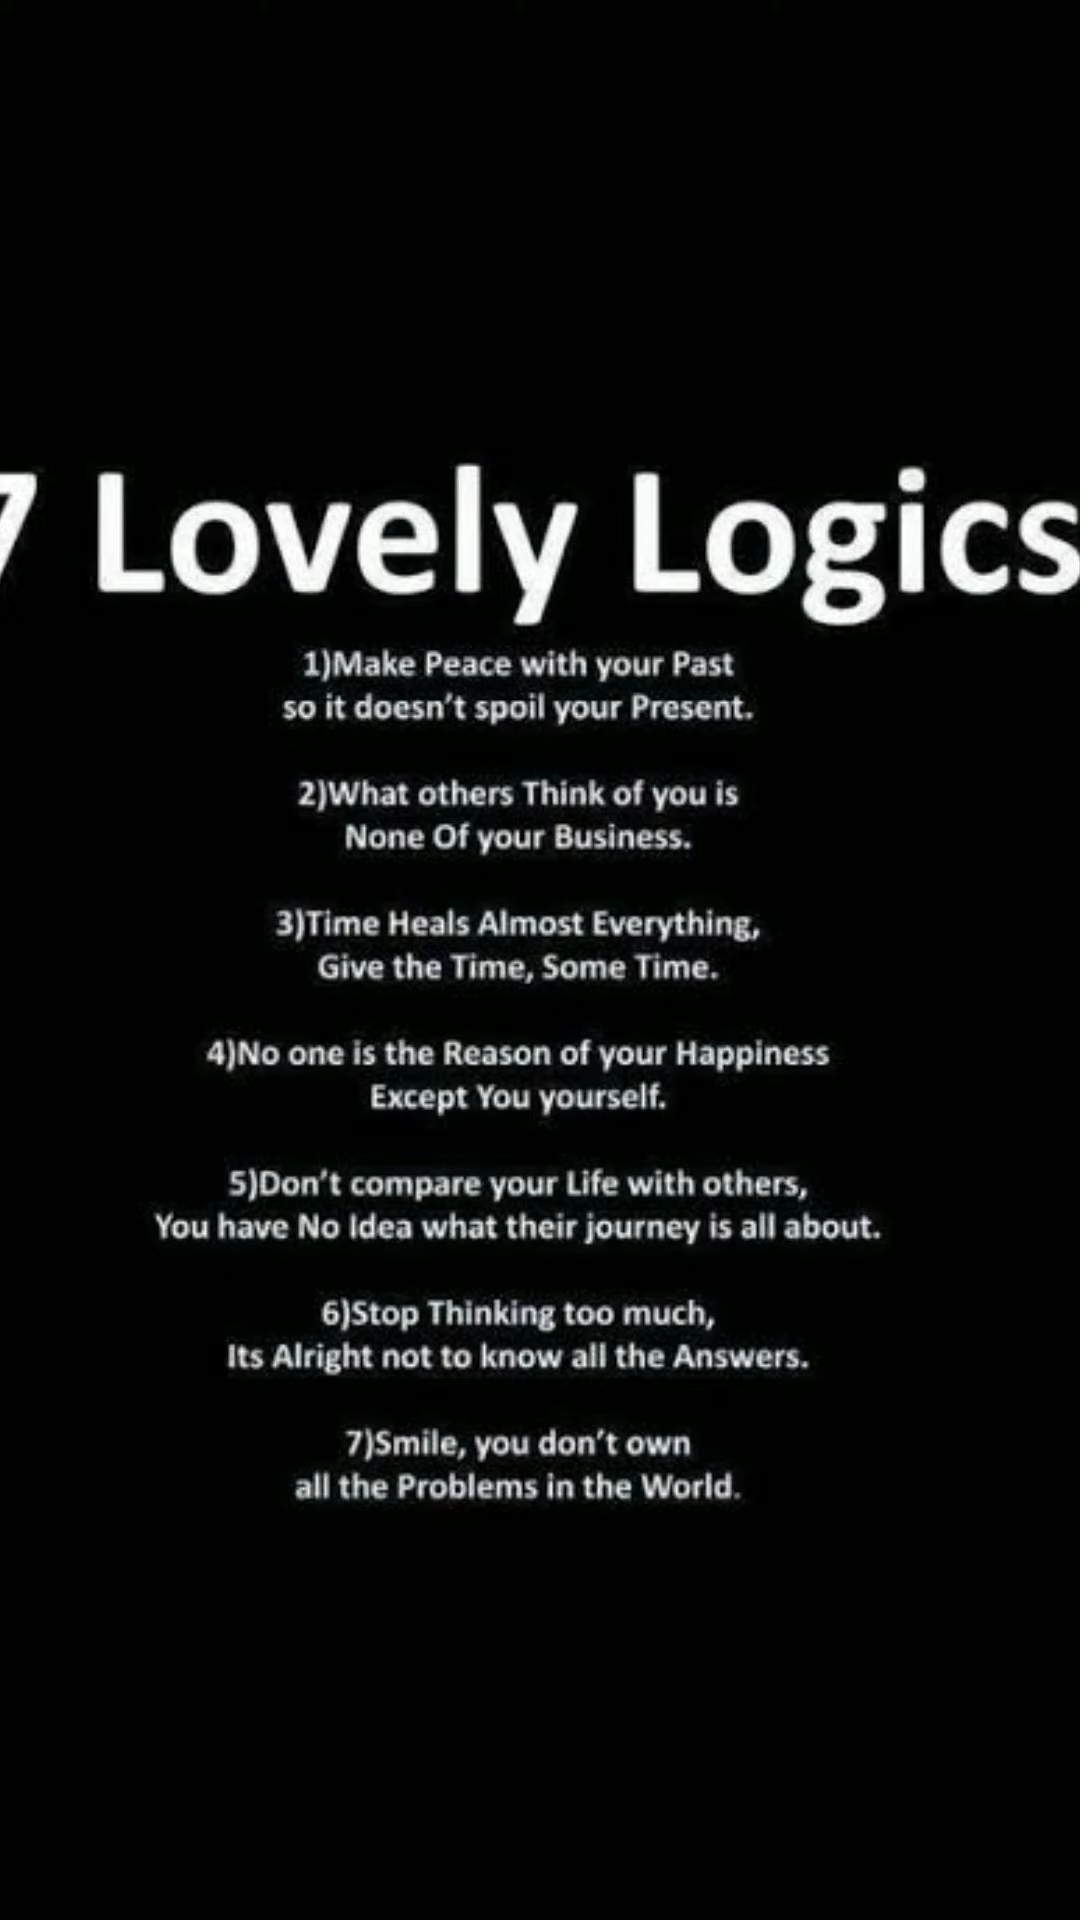 7 Lovely Logics
1)Make Peace with your Past
so it doesn’t spoil your Present.
2)What others Think of you is
None Of your Business.
3)Time Heals Almost Everything,
Give the Time, Some Time.
4)No one is the Reason of your Happiness
Except You yourself.
5)Don’t compare your Life with others,
You have No Idea what their journey is all about.
6)Stop Thinking too much,
Its Alright not to know all the Answers.
7)Smile, you don’t own
all the Problems in the World.